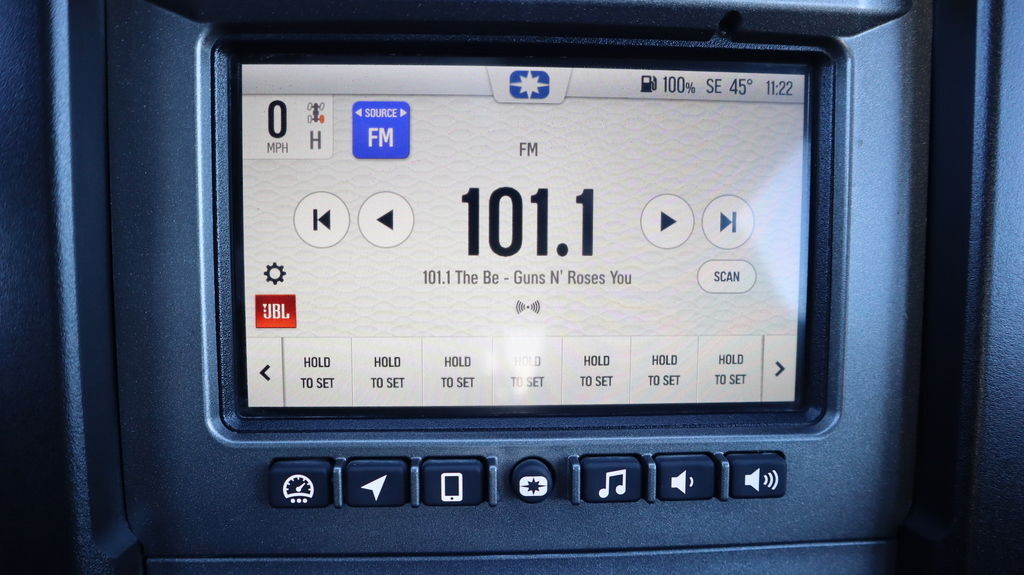 100% SE 45° 11:22
0
MPH
H
SOURCE
FM
FM
101.1
101.1 The Be - Guns N' Roses You
SCAN
JBL
HOLD TO SET
HOLD TO SET
HOLD TO SET
HOLD TO SET
HOLD TO SET
HOLD TO SET
HOLD TO SET